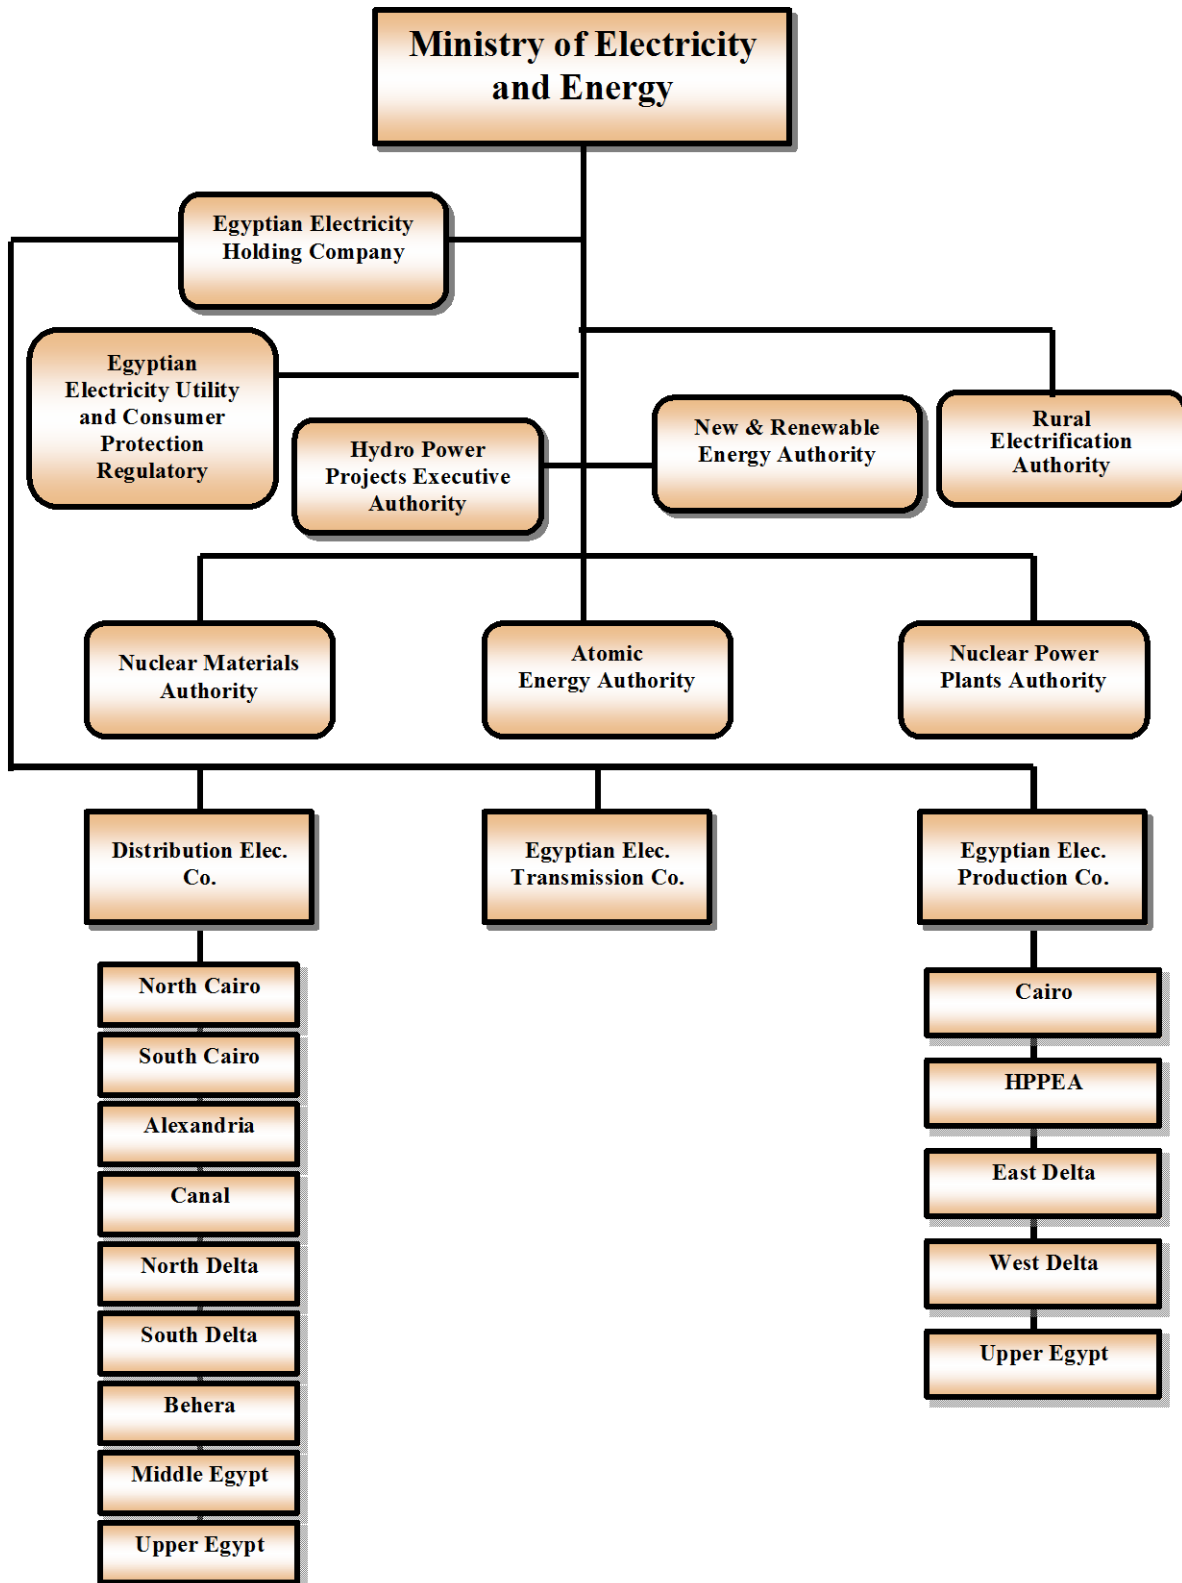 Ministry of Electricity
and Energy
Egyptian Electricity
Holding Company
Egyptian
Electricity Utility
and Consumer
Protection
Regulatory
Hydro Power
Projects Executive
Authority
New & Renewable
Energy Authority
Rural
Electrification
Authority
Nuclear Materials
Authority
Atomic
Energy Authority
Nuclear Power
Plants Authority
Distribution Elec.
Co.
Egyptian Elec.
Transmission Co.
Egyptian Elec.
Production Co.
North Cairo
South Cairo
Alexandria
Canal
North Delta
South Delta
Behera
Middle Egypt
Upper Egypt
Cairo
HPPEA
East Delta
West Delta
Upper Egypt